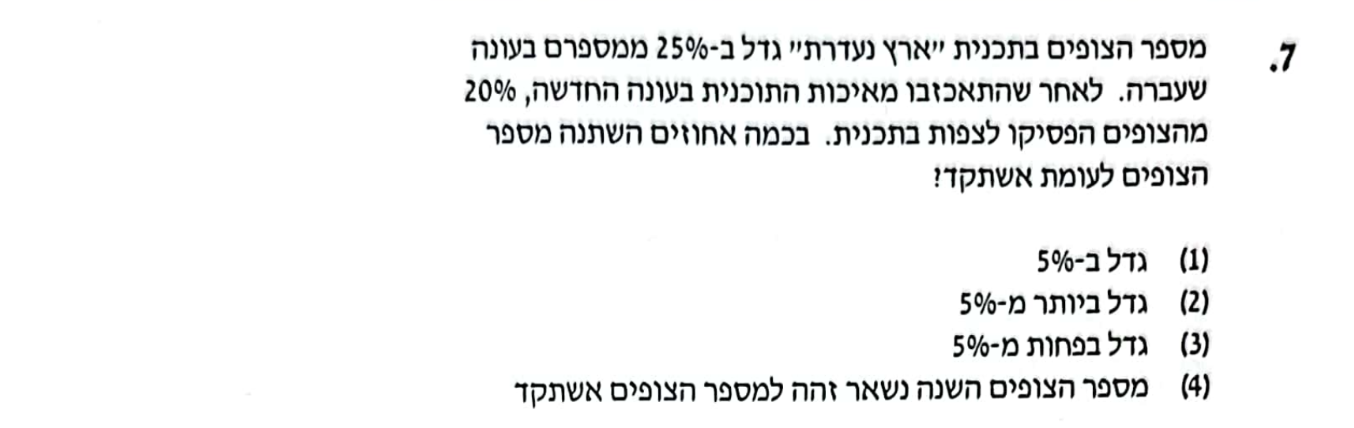 7. מספר הצופים בתכנית "ארץ נעדרת" גדל ב-25% ממספרם בעונה
שעברה. לאחר שהתאכזבו מאיכות התוכנית בעונה החדשה, 20%
מהצופים הפסיקו לצפות בתכנית. בכמה אחוזים השתנה מספר
הצופים לעומת אשתקד?
(1) גדל ב-5%
(2) גדל ביותר מ-5%
(3) גדל בפחות מ-5%
(4) מספר הצופים השנה נשאר זהה למספר הצופים אשתקד